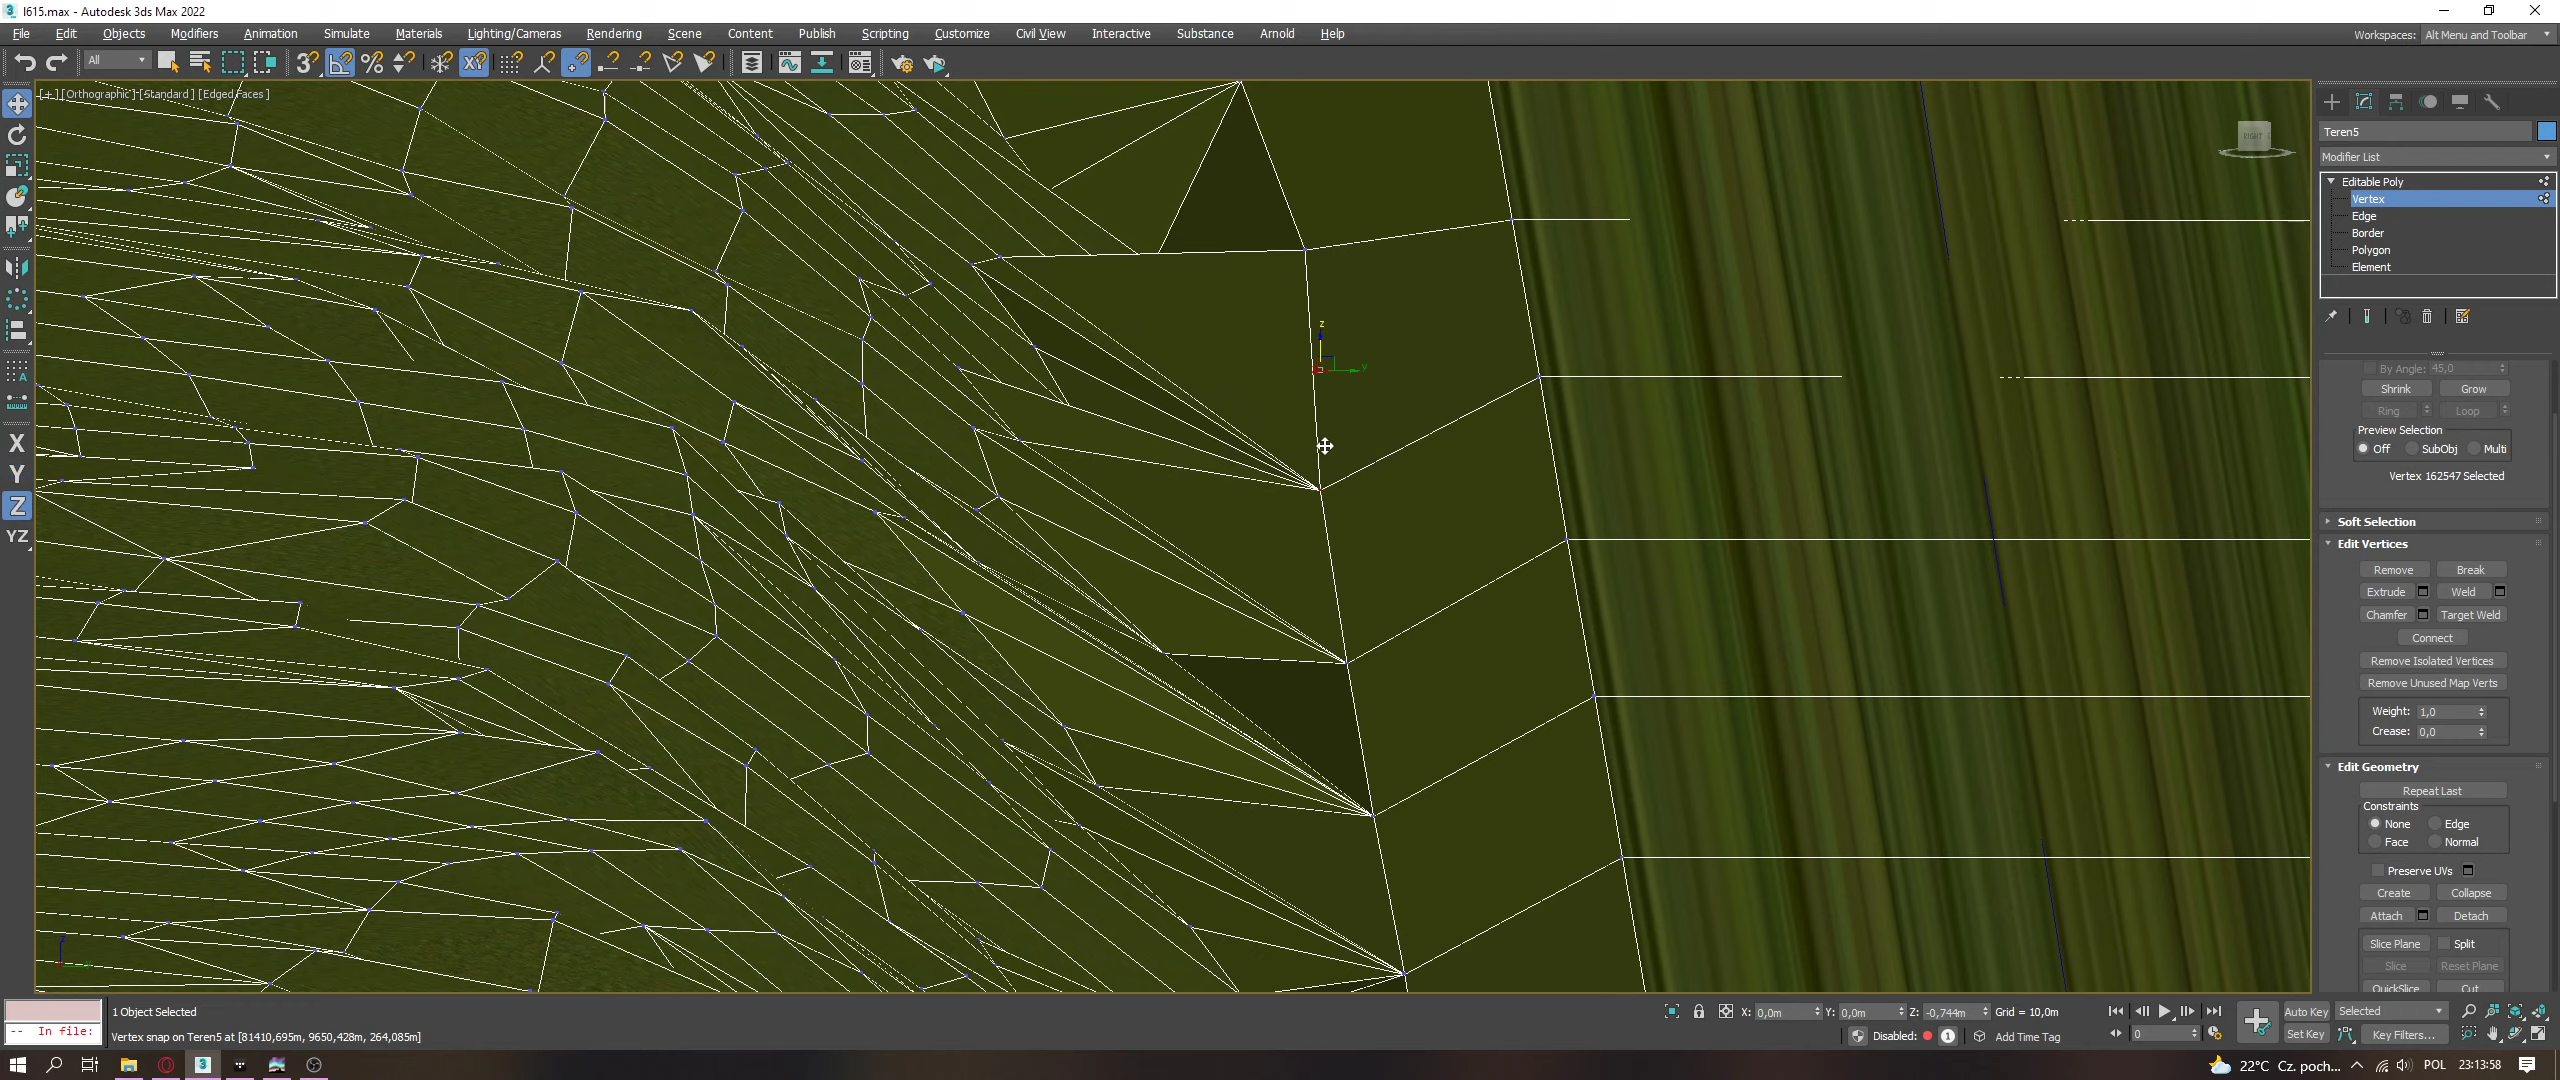 I615.max - Autodesk 3ds Max 2022
File Edit Objects Modifiers Animation Simulate Materials Lighting/Cameras Rendering Scene Content Publish Scripting Customize Civil View Interactive Substance Arnold Help
Workspaces: Alt Menu and Toolbar
All
[+] [Orthographic] [Standard] [Edged Faces]
RIGHT
Teren5
Modifier List
Editable Poly
Vertex
Edge
Border
Polygon
Element
z
y
X
Y
Z
YZ
By Angle: 45,0
Shrink Grow
Ring Loop
Preview Selection
Off SubObj Multi
Vertex 162547 Selected
Soft Selection
Edit Vertices
Remove Break
Extrude Weld
Chamfer Target Weld
Connect
Remove Isolated Vertices
Remove Unused Map Verts
Weight: 1,0
Crease: 0,0
Edit Geometry
Repeat Last
Constraints
None Edge
Face Normal
Preserve UVs
Create Collapse
Attach Detach
Slice Plane Split
Slice Reset Plane
QuickSlice Cut
-- In file:
1 Object Selected
Vertex snap on Teren5 at [81410,695m, 9650,428m, 264,085m]
X: 0,0m Y: 0,0m Z: -0,744m Grid = 10,0m
Disabled: 1 Add Time Tag
0
Auto Key Selected
Set Key Key Filters...
22°C Cz. poch... POL 23:13:58